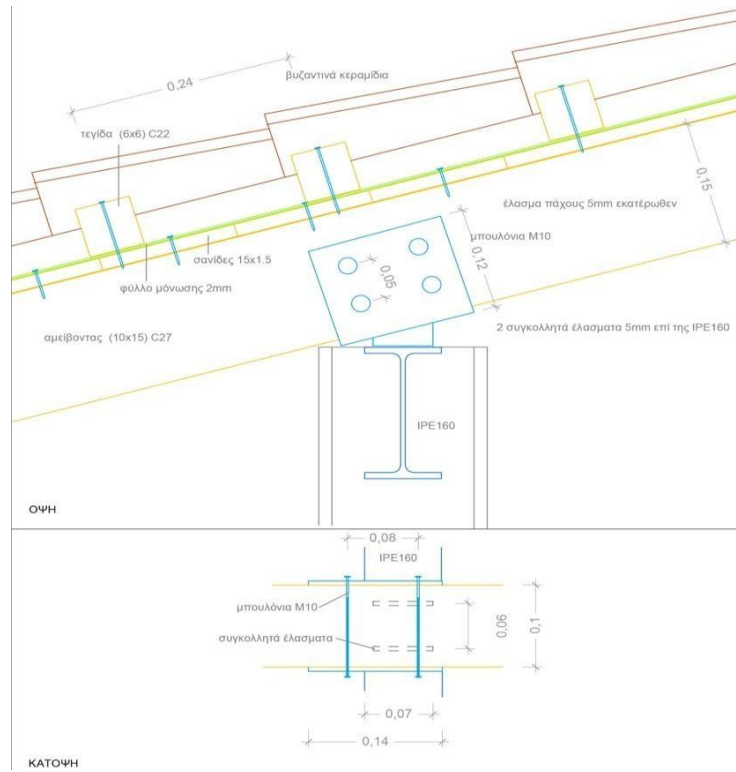 0,24
βυζαντινά κεραμίδια
τεγίδα (6x6) C22
0,15
έλασμα πάχους 5mm εκατέρωθεν
μπουλόνια M10
0,12
0,05
σανίδες 15x1.5
φύλλο μόνωσης 2mm
αμείβοντας (10x15) C27
2 συγκολλητά έλασματα 5mm επί της IPE160
IPE160
ΟΨΗ
0,08
IPE160
μπουλόνια M10
συγκολλητά έλασματα
0,06
0,1
0,07
0,14
ΚΑΤΟΨΗ